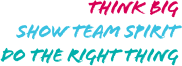 THINK BIG
SHOW TEAM SPIRIT
DO THE RIGHT THING